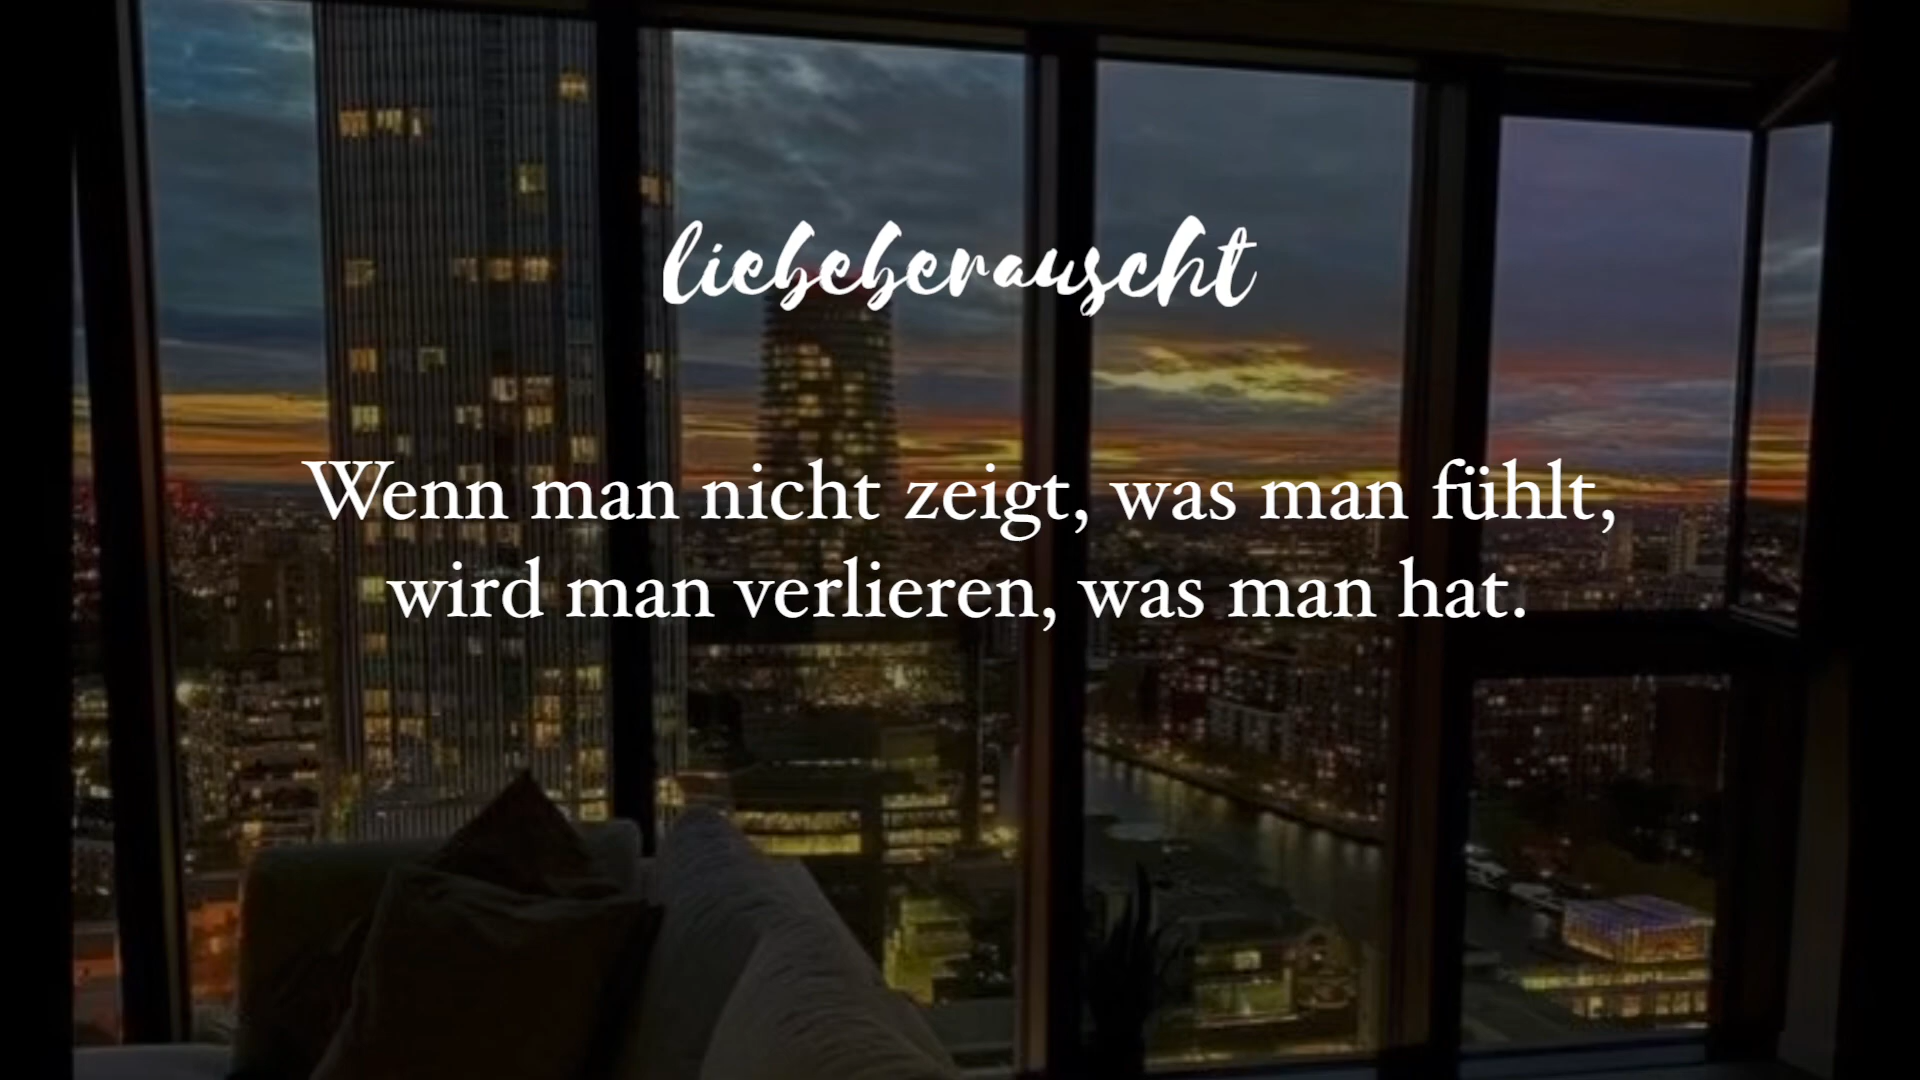 liebeberauscht
Wenn man nicht zeigt, was man fühlt,
wird man verlieren, was man hat.